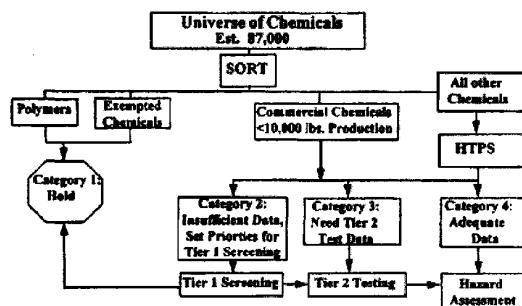 Universe of Chemicals
Est. 87,000
SORT
Polymers
Exempted
Chemicals
Commercial Chemicals
<10,000 lbs. Production
All other
Chemicals
HTPS
Category 1:
Hold
Category 2:
Insufficient Data,
Set Priorities for
Tier 1 Screening
Category 3:
Need Tier 2
Test Data
Category 4:
Adequate
Data
Tier 1 Screening
Tier 2 Testing
Hazard
Assessment